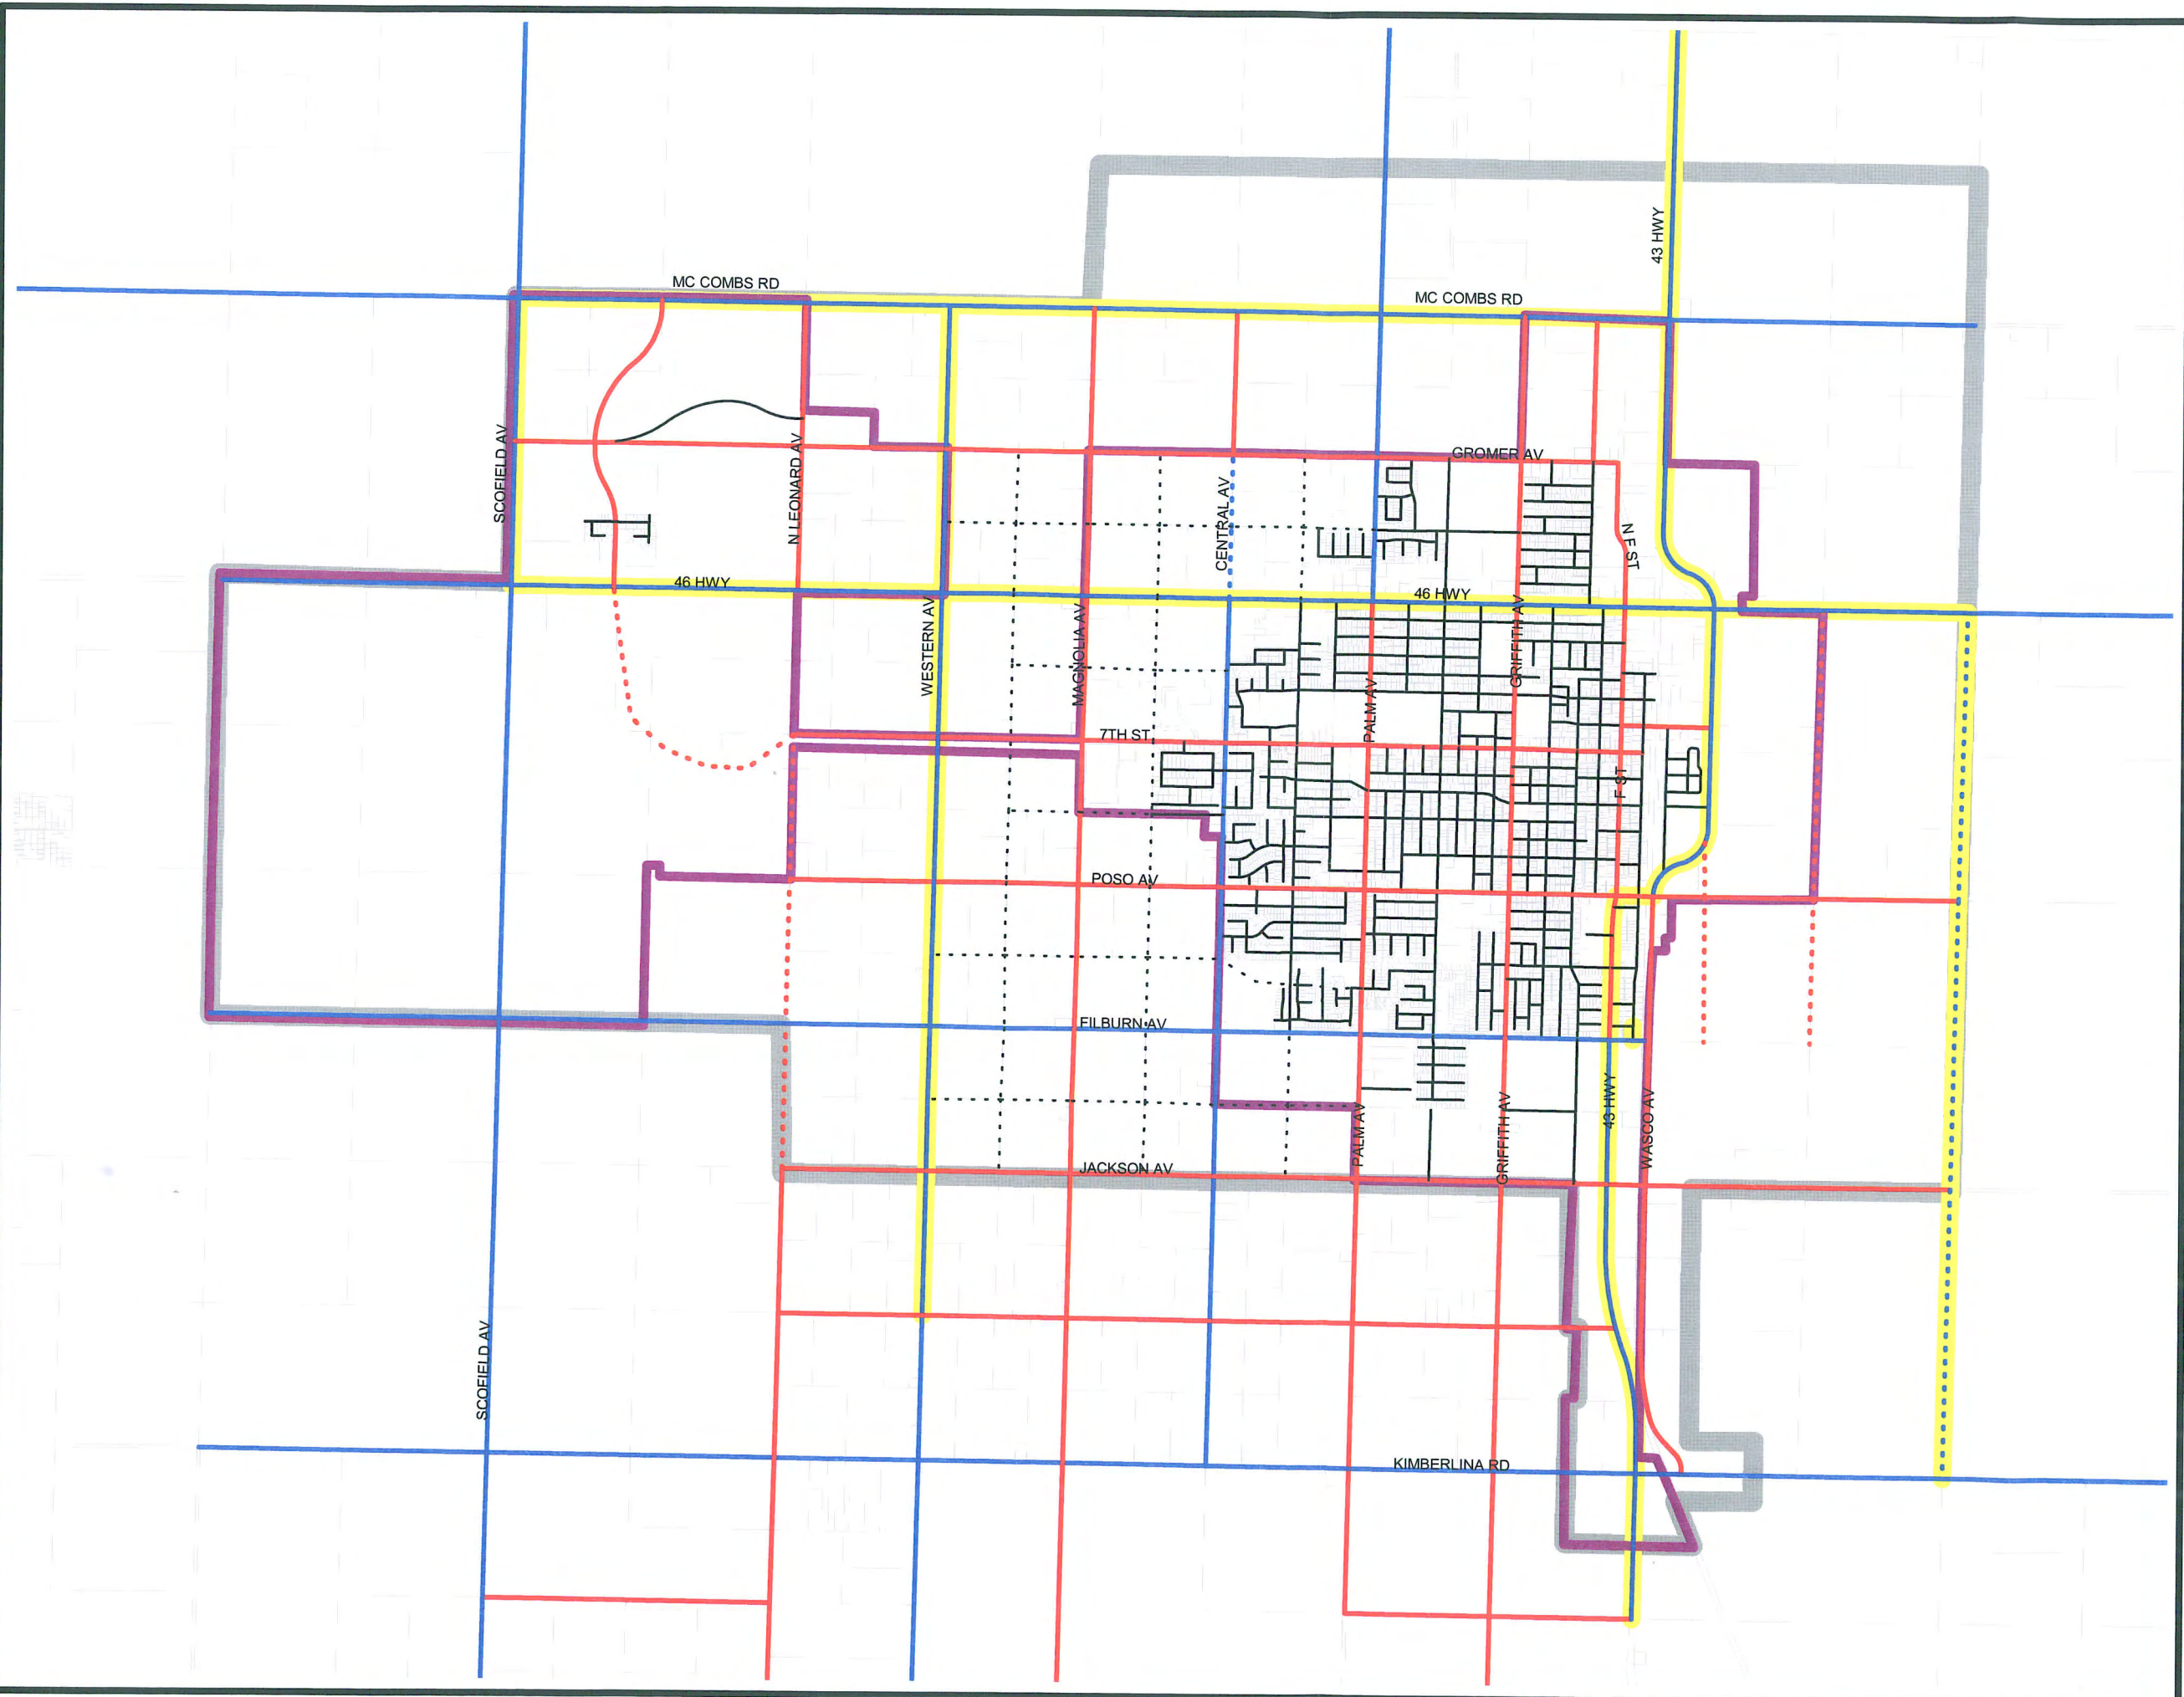 43 HWY
MC COMBS RD
MC COMBS RD
SCOFIELD AV
N LEONARD AV
GROMER AV
CENTRAL AV
N F ST
46 HWY
46 HWY
WESTERN AV
MAGNOLIA AV
GRIFFITH AV
PALM AV
7TH ST
F ST
POSO AV
FILBURN AV
43 HWY
WASCO AV
PALM AV
GRIFFITH AV
JACKSON AV
SCOFIELD AV
KIMBERLINA RD